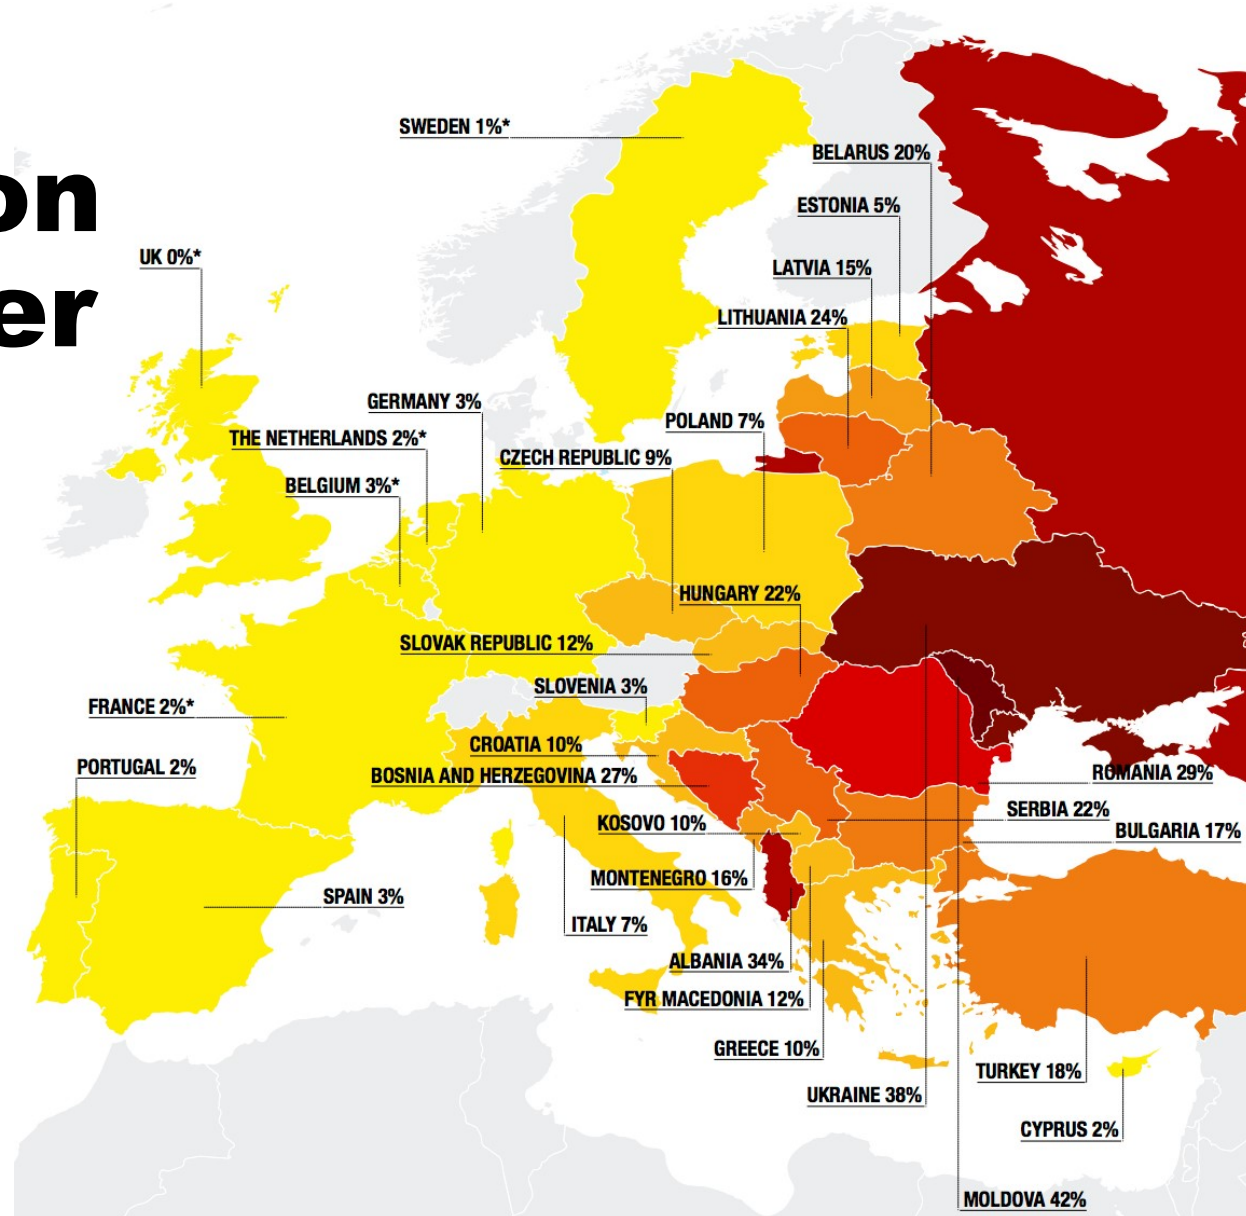 on
er
SWEDEN 1%*
BELARUS 20%
ESTONIA 5%
UK 0%*
LATVIA 15%
LITHUANIA 24%
GERMANY 3%
POLAND 7%
THE NETHERLANDS 2%*
CZECH REPUBLIC 9%
BELGIUM 3%*
HUNGARY 22%
SLOVAK REPUBLIC 12%
SLOVENIA 3%
FRANCE 2%*
CROATIA 10%
PORTUGAL 2%
BOSNIA AND HERZEGOVINA 27%
ROMANIA 29%
SERBIA 22%
KOSOVO 10%
BULGARIA 17%
MONTENEGRO 16%
SPAIN 3%
ITALY 7%
ALBANIA 34%
FYR MACEDONIA 12%
GREECE 10%
TURKEY 18%
UKRAINE 38%
CYPRUS 2%
MOLDOVA 42%